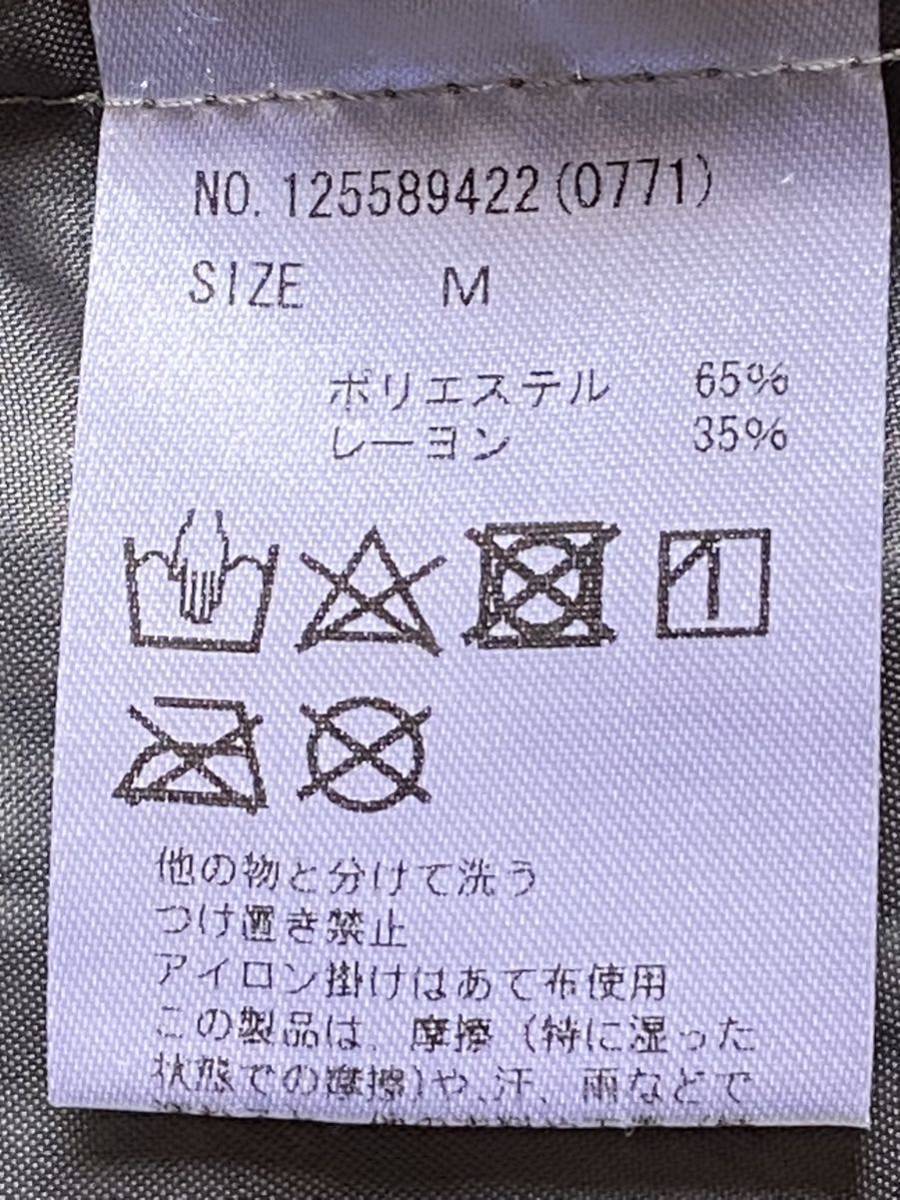 NO. 125589422(0771)
SIZE M
ポリエステル 65%
レーヨン 35%
他の物と分けて洗う
つけ置き禁止
アイロン掛けはあて布使用
この製品は、摩擦（特に湿った
状態での摩擦)や、汗、雨などで